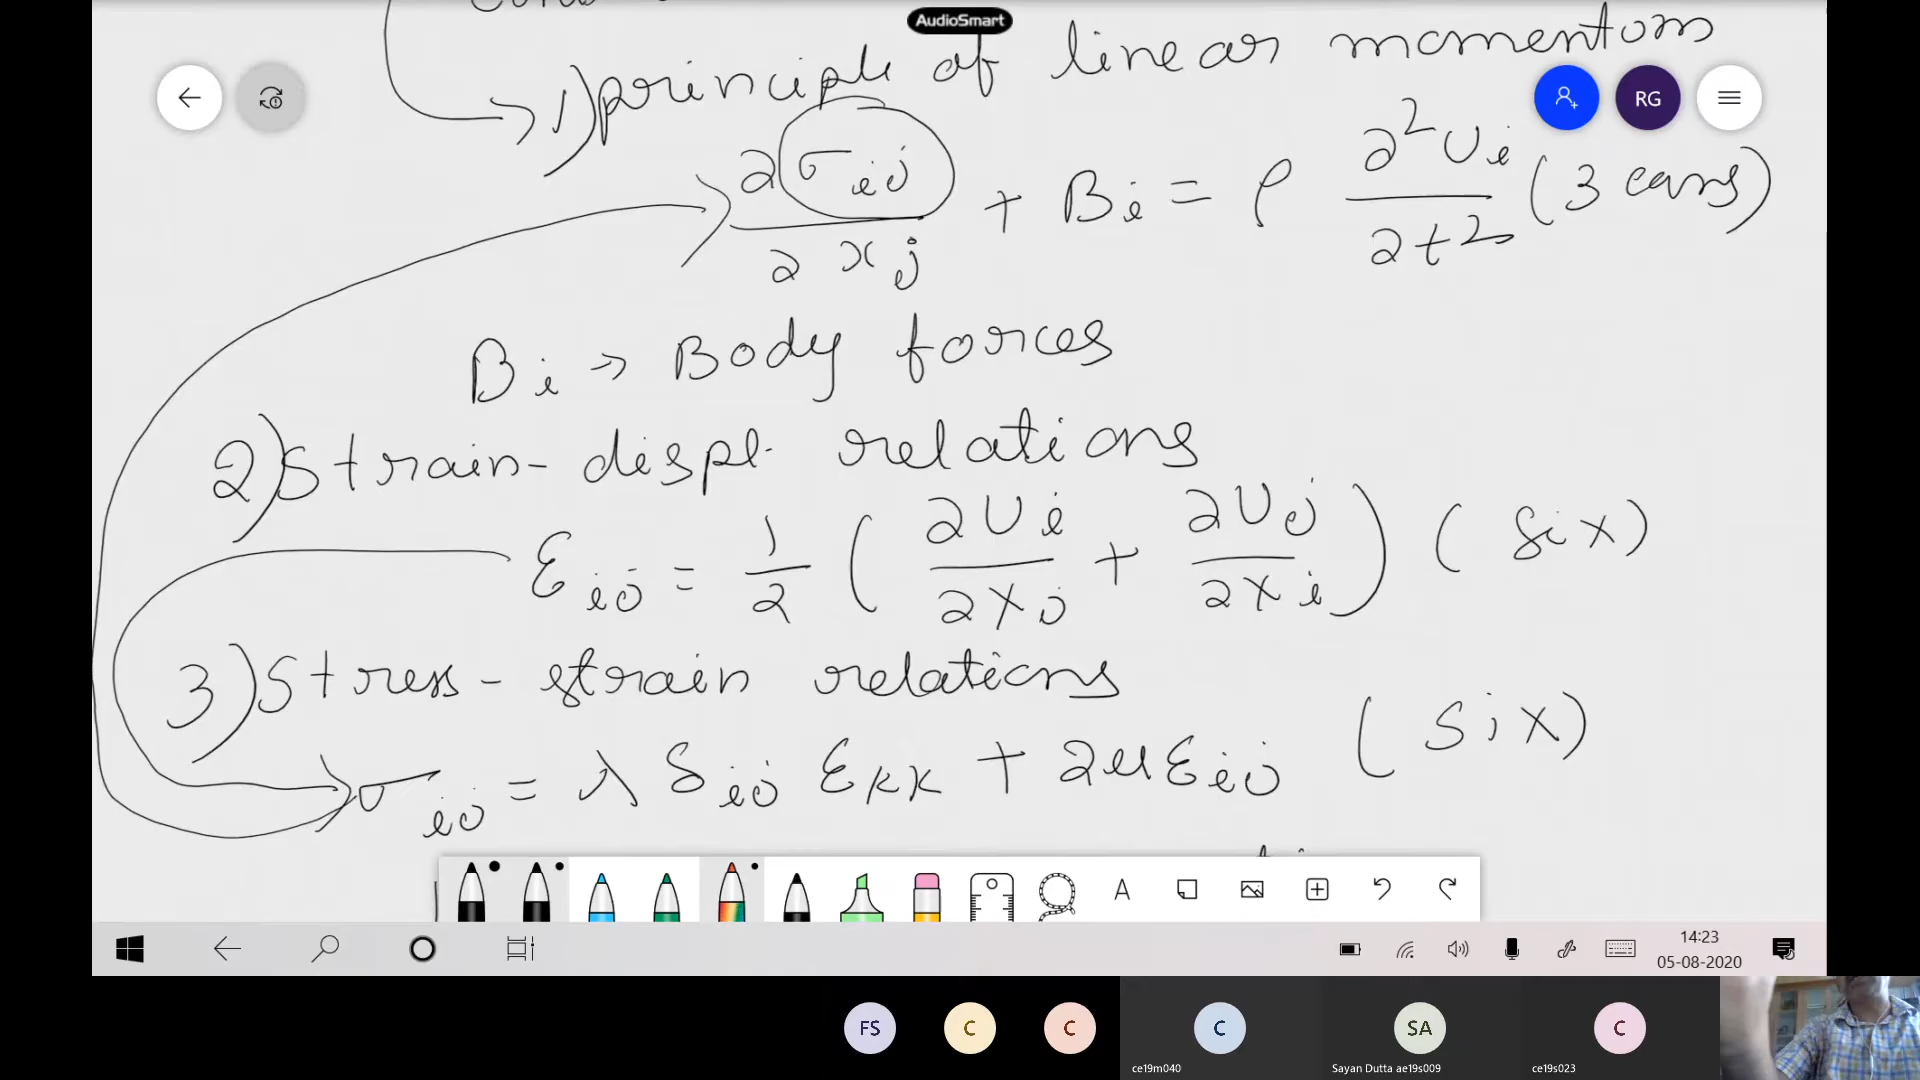 AudioSmart
1) principle of linear momentum
RG
∂σij/∂xj + Bi = ρ ∂²Ui/∂t² (3 eqns)
Bi → Body forces
2) Strain-displ. relations
εij = 1/2 (∂Ui/∂xj + ∂Uj/∂xi) (six)
3) Stress-strain relations
σij = λ δij εkk + 2μεij (six)
A
14:23
05-08-2020
FS C C C SA C
ce19m040 Sayan Dutta ae19s009 ce19s023